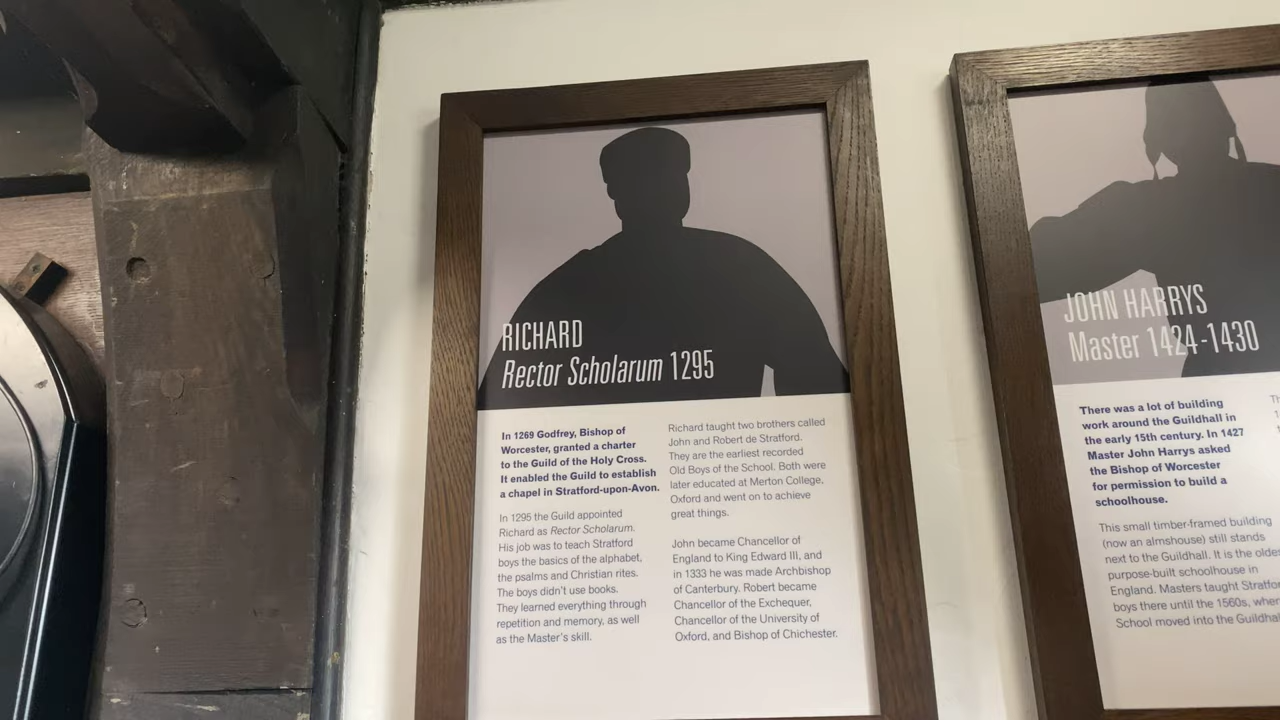 RICHARD
Rector Scholarum 1295
In 1269 Godfrey, Bishop of
Worcester, granted a charter
to the Guild of the Holy Cross.
It enabled the Guild to establish
a chapel in Stratford-upon-Avon.
In 1295 the Guild appointed
Richard as Rector Scholarum.
His job was to teach Stratford
boys the basics of the alphabet,
the psalms and Christian rites.
The boys didn't use books.
They learned everything through
repetition and memory, as well
as the Master's skill.
Richard taught two brothers called
John and Robert de Stratford.
They are the earliest recorded
Old Boys of the School. Both were
later educated at Merton College,
Oxford and went on to achieve
great things.
John became Chancellor of
England to King Edward III, and
in 1333 he was made Archbishop
of Canterbury. Robert became
Chancellor of the Exchequer,
Chancellor of the University of
Oxford, and Bishop of Chichester.
JOHN HARRYS
Master 1424-1430
There was a lot of building
work around the Guildhall in
the early 15th century. In 1427
Master John Harrys asked
the Bishop of Worcester
for permission to build a
schoolhouse.
This small timber-framed building
(now an almshouse) still stands
next to the Guildhall. It is the
purpose-built schoolhouse in
England. Masters taught
boys there until the 1560s,
School moved into the